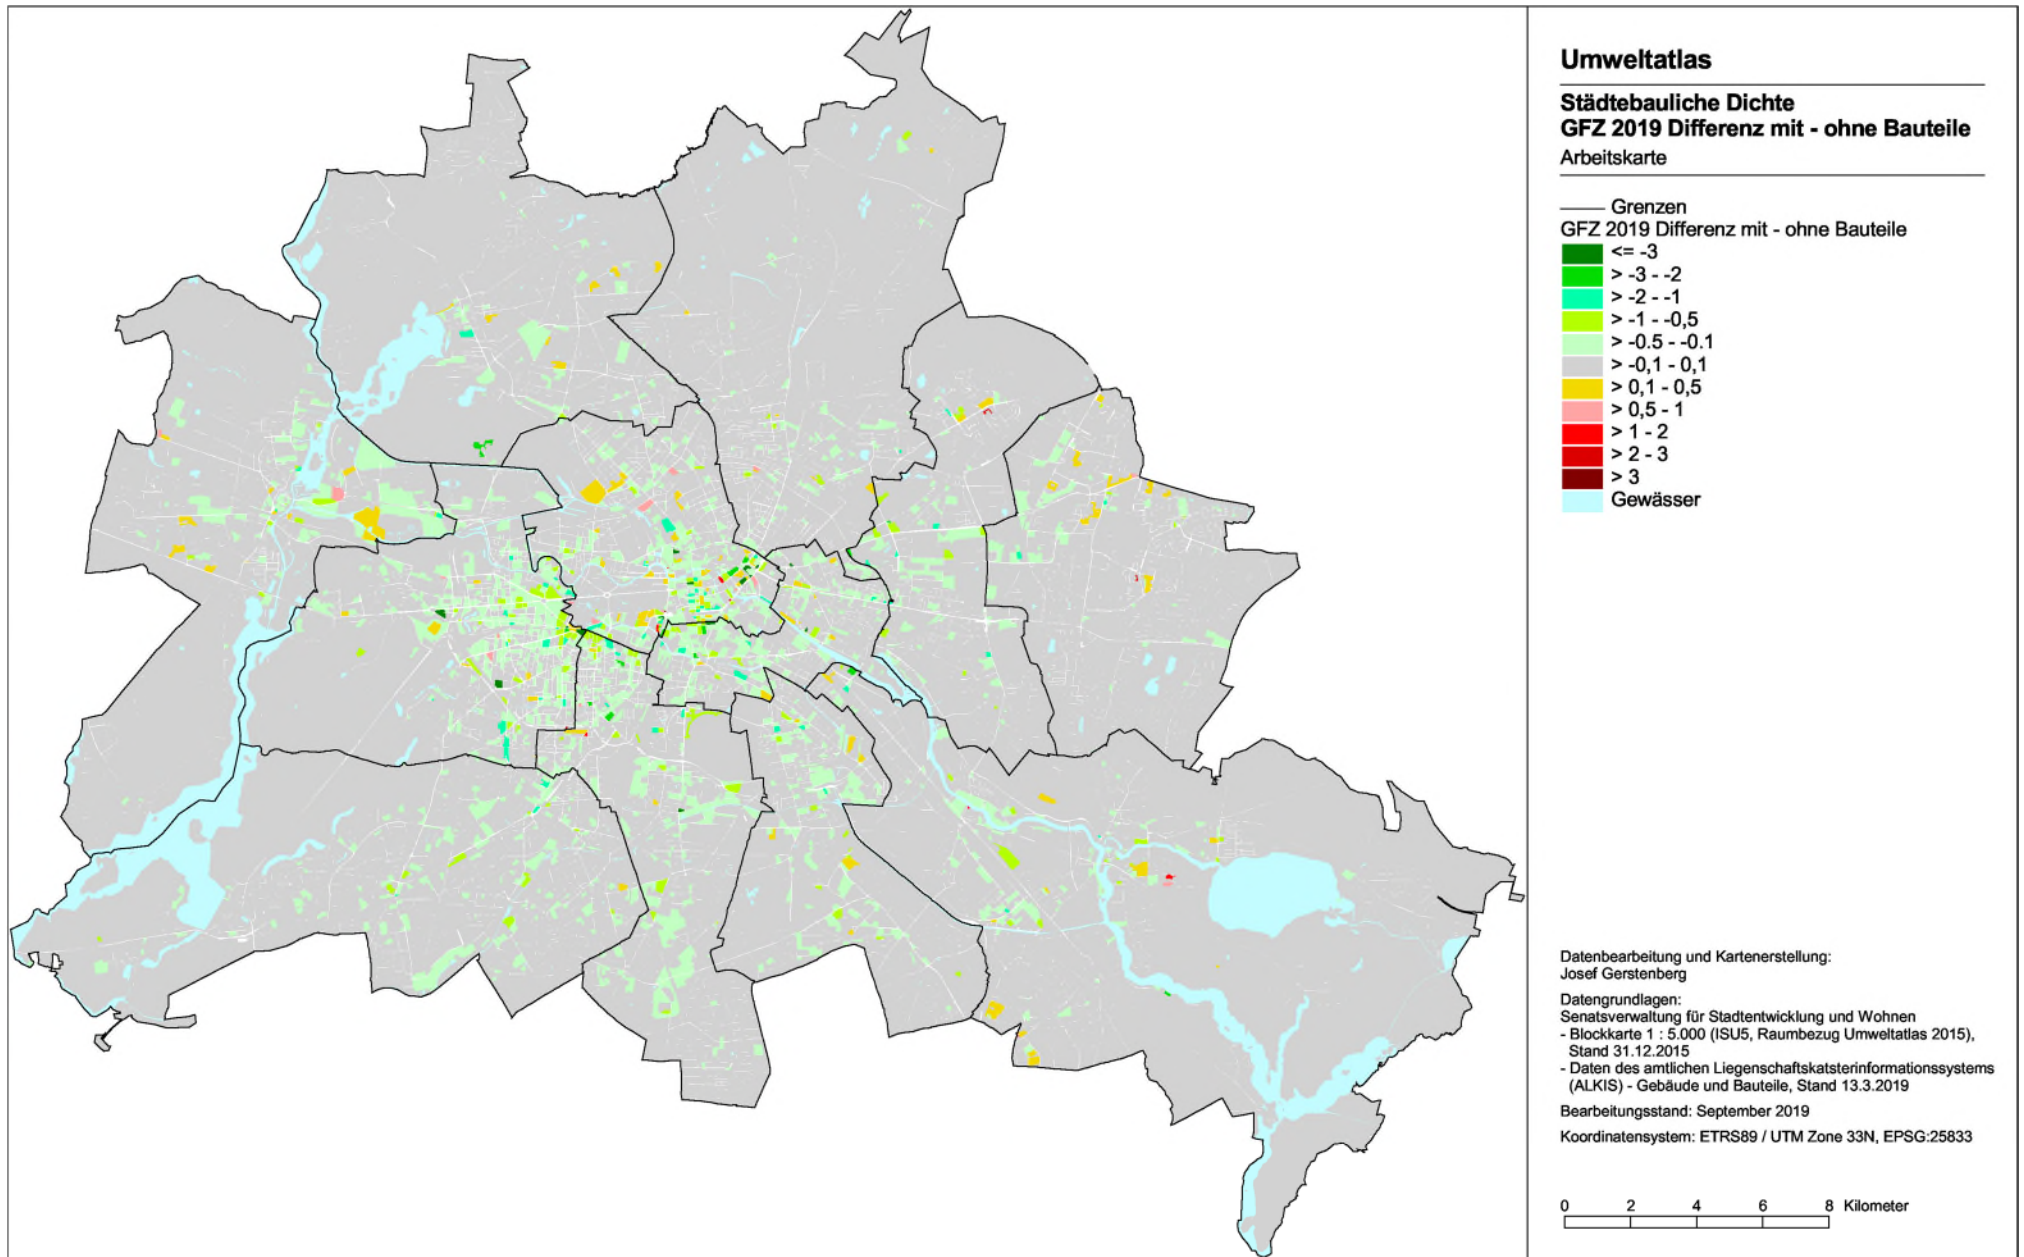 Umweltatlas
Städtebauliche Dichte
GFZ 2019 Differenz mit - ohne Bauteile
Arbeitskarte
Grenzen
GFZ 2019 Differenz mit - ohne Bauteile
<= -3
> -3 - -2
> -2 - -1
> -1 - -0,5
> -0.5 - -0.1
> -0,1 - 0,1
> 0,1 - 0,5
> 0,5 - 1
> 1 - 2
> 2 - 3
> 3
Gewässer
Datenbearbeitung und Kartenerstellung:
Josef Gerstenberg
Datengrundlagen:
Senatsverwaltung für Stadtentwicklung und Wohnen
- Blockkarte 1 : 5.000 (ISU5, Raumbezug Umweltatlas 2015),
Stand 31.12.2015
- Daten des amtlichen Liegenschaftskatsterinformationssystems
(ALKIS) - Gebäude und Bauteile, Stand 13.3.2019
Bearbeitungsstand: September 2019
Koordinatensystem: ETRS89 / UTM Zone 33N, EPSG:25833
0 2 4 6 8 Kilometer